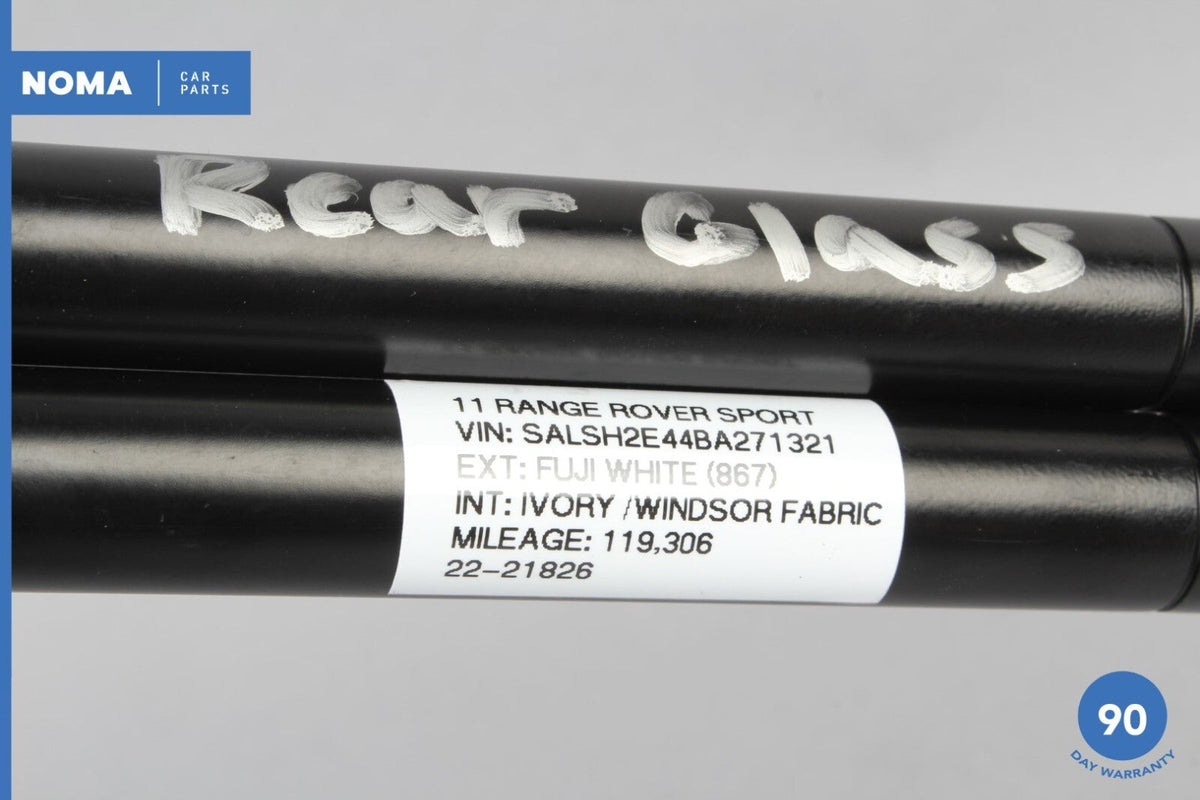 NOMA
CAR
PARTS
Rear Glass
11 RANGE ROVER SPORT
VIN: SALSH2E44BA271321
EXT: FUJI WHITE (867)
INT: IVORY /WINDSOR FABRIC
MILEAGE: 119,306
22-21826
90
DAY WARRANTY